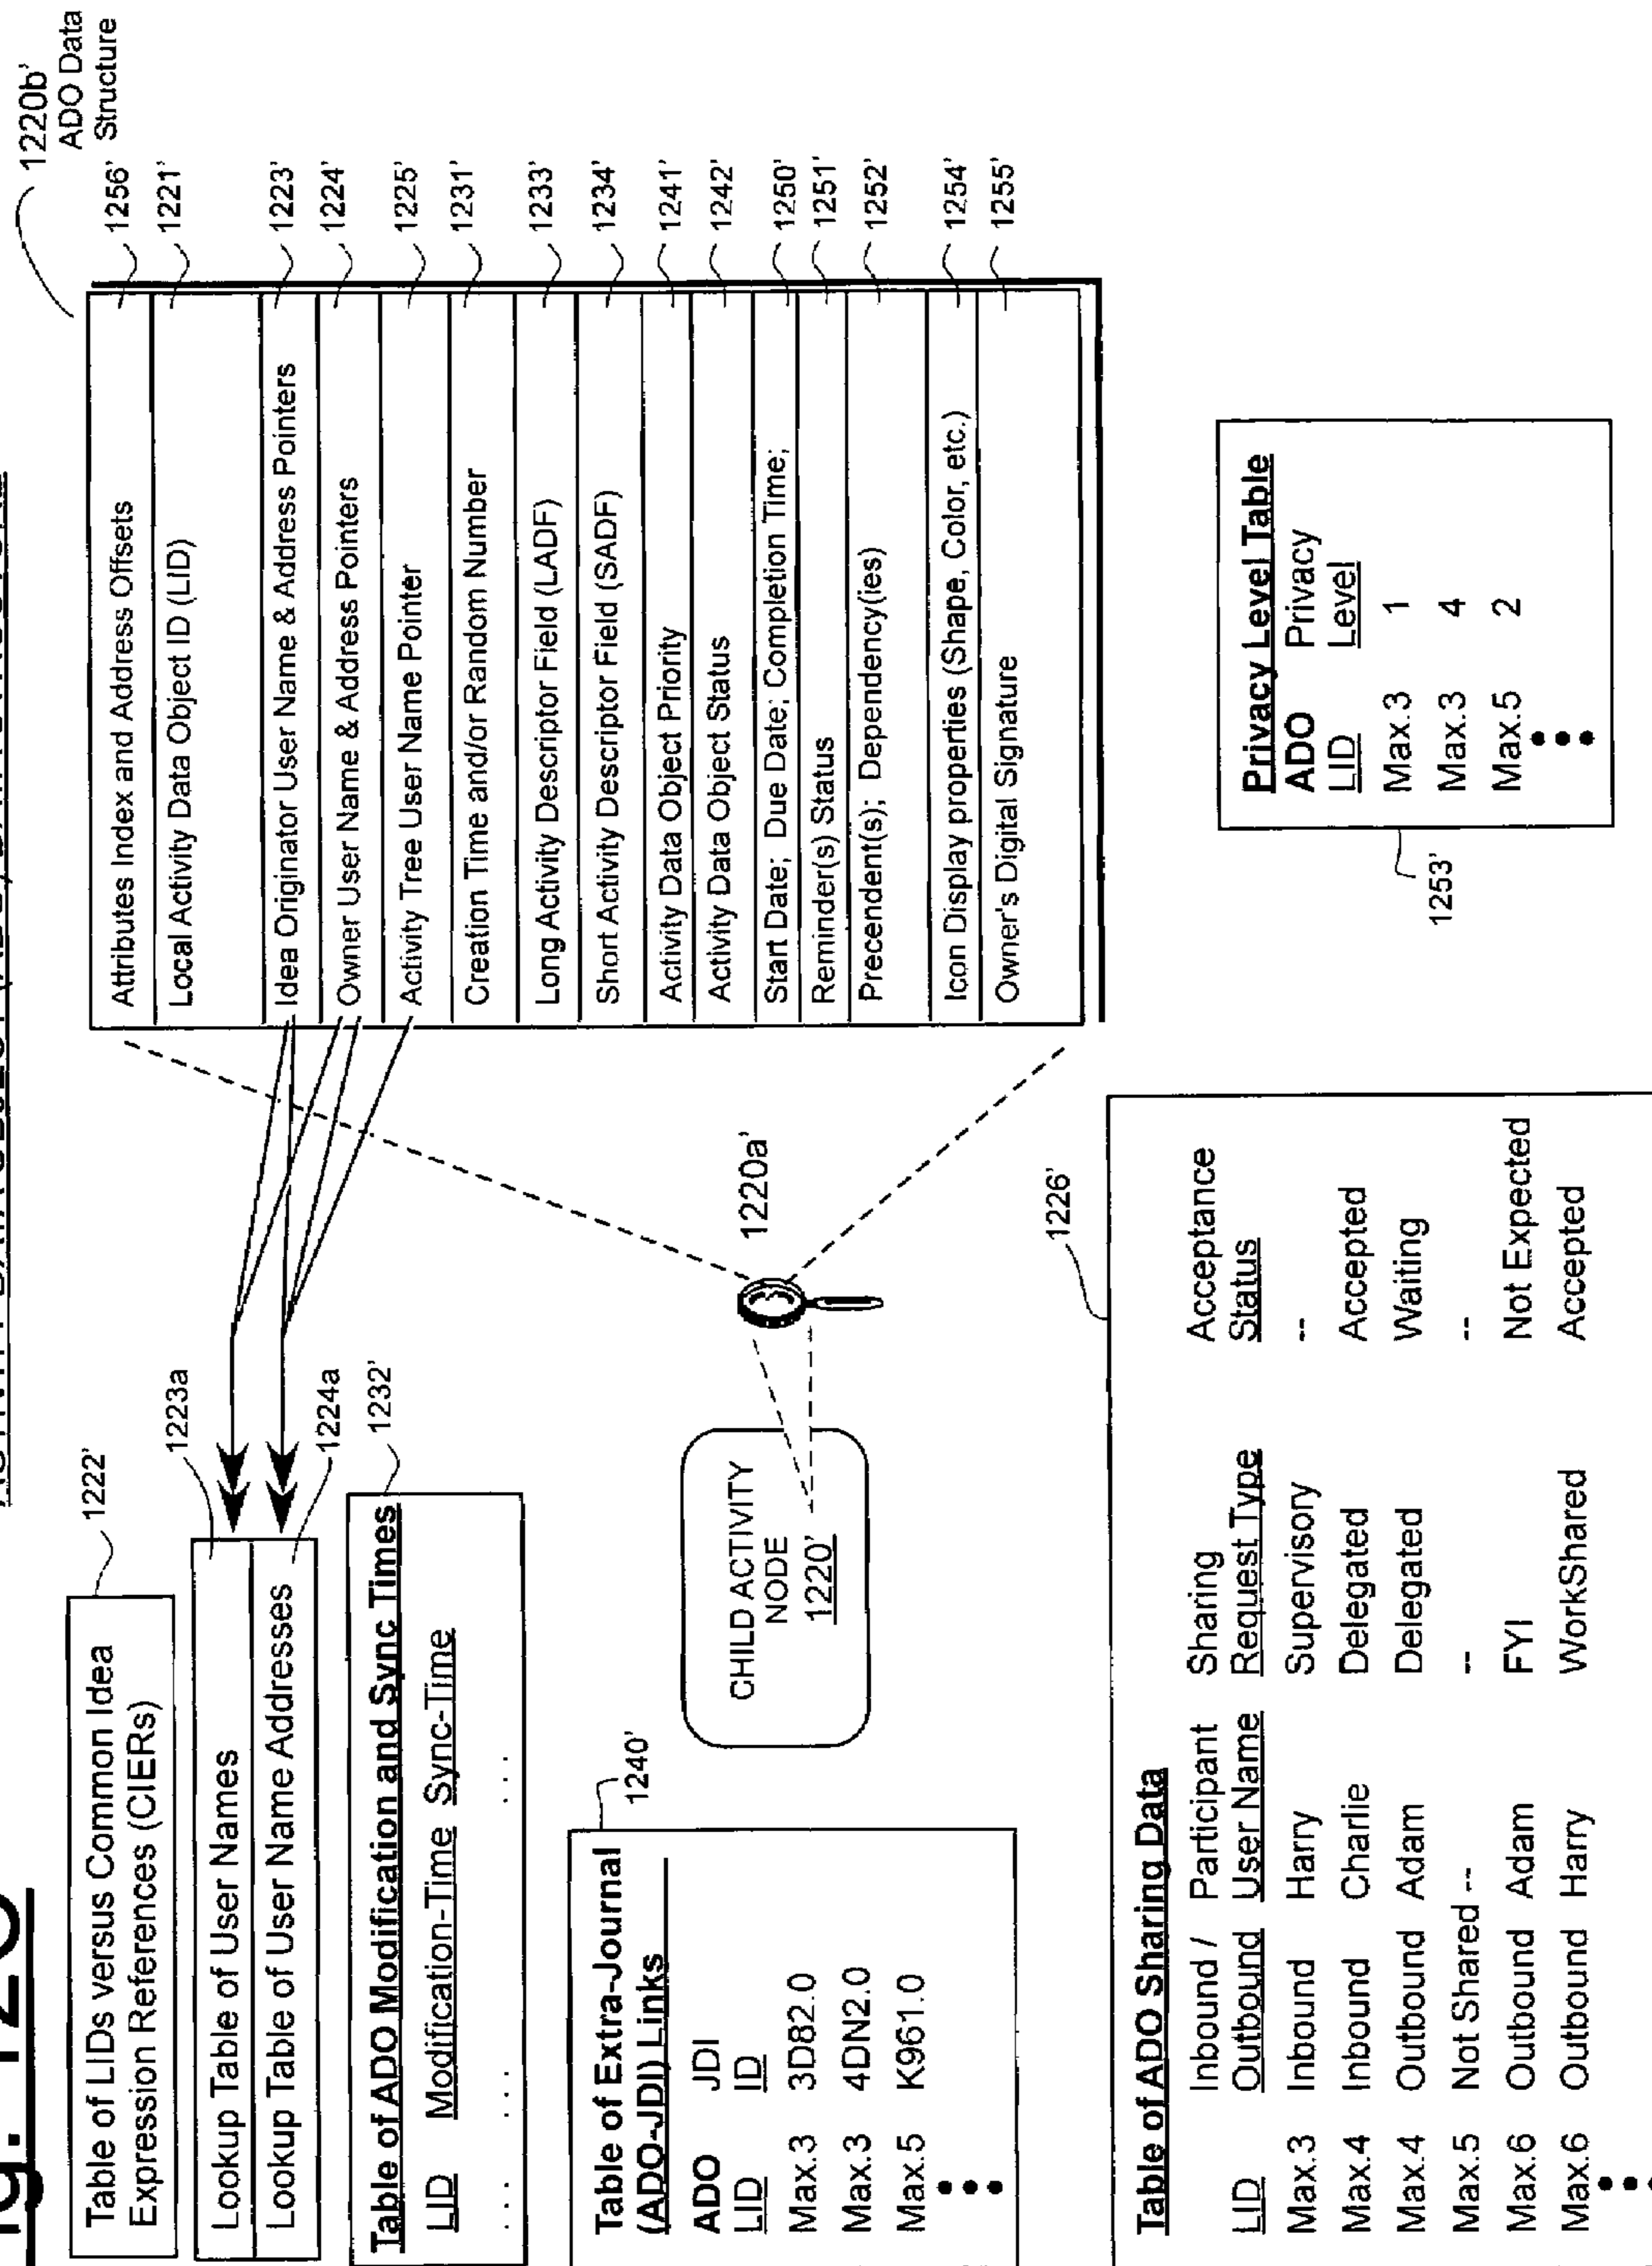 1220b'
ADO Data
Structure
Table of LIDs versus Common Idea
Expression References (CIERs)
1222'
Lookup Table of User Names
1223a
Lookup Table of User Name Addresses
1224a
Table of ADO Modification and Sync Times
1232'
LID Modification-Time Sync-Time
.... .... ...
Table of Extra-Journal
(ADO-JDI) Links
1240'
ADO JDI
LID ID
Max.3 3D82.0
Max.3 4DN2.0
Max.5 K961.0
CHILD ACTIVITY
NODE
1220'
1220a'
Attributes Index and Address Offsets 1256'
Local Activity Data Object ID (LID) 1221'
Idea Originator User Name & Address Pointers 1223'
Owner User Name & Address Pointers 1224'
Activity Tree User Name Pointer 1225'
Creation Time and/or Random Number 1231'
Long Activity Descriptor Field (LADF) 1233'
Short Activity Descriptor Field (SADF) 1234'
Activity Data Object Priority 1241'
Activity Data Object Status 1242'
Start Date; Due Date; Completion Time; 1250'
Reminder(s) Status 1251'
Precendent(s); Dependency(ies) 1252'
Icon Display properties (Shape, Color, etc.) 1254'
Owner's Digital Signature 1255'
Table of ADO Sharing Data
1226'
Inbound / Participant Sharing Acceptance
LID Outbound User Name Request Type Status
Max.3 Inbound Harry Supervisory --
Max.4 Inbound Charlie Delegated Accepted
Max.4 Outbound Adam Delegated Waiting
Max.5 Not Shared -- -- --
Max.6 Outbound Adam FYI Not Expected
Max.6 Outbound Harry WorkShared Accepted
1253'
Privacy Level Table
ADO Privacy
LID Level
Max.3 1
Max.3 4
Max.5 2